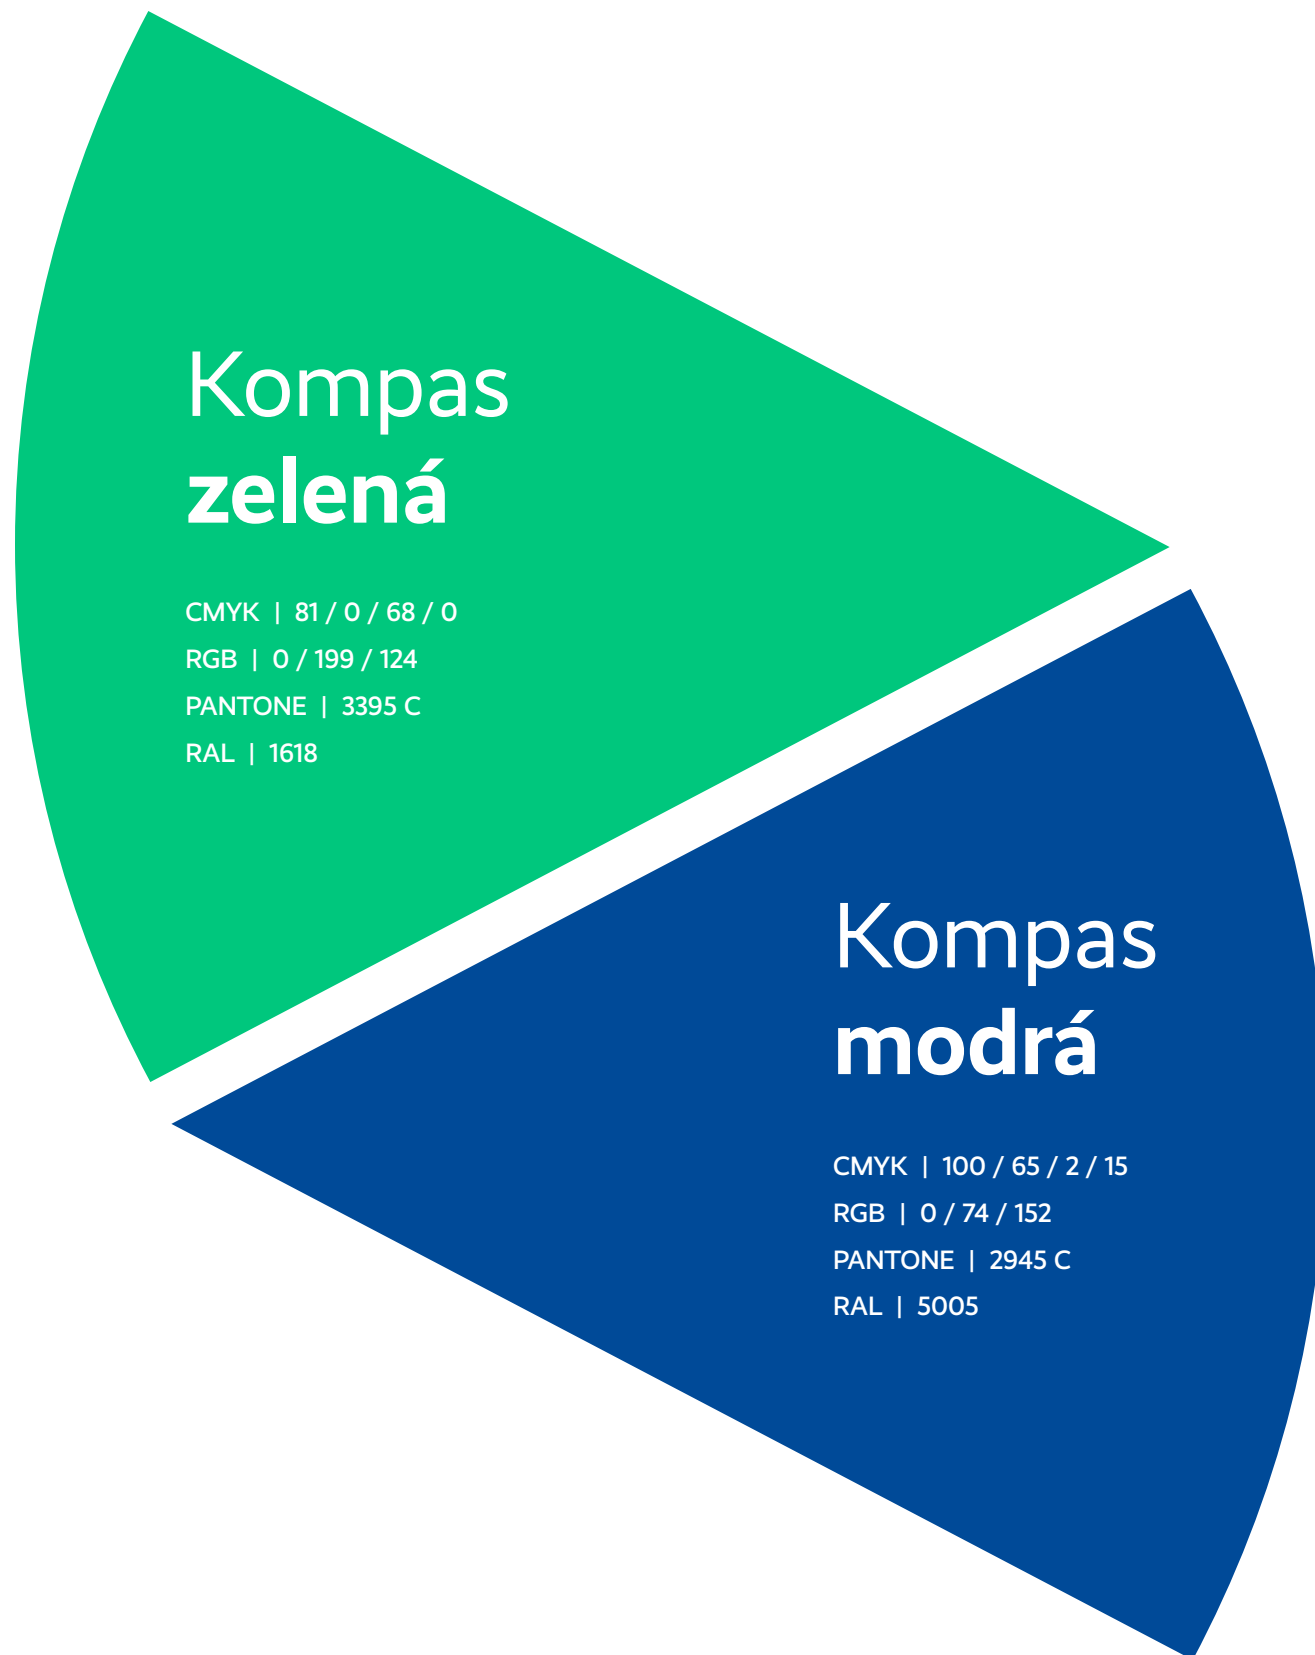 Kompas
zelená
CMYK | 81 / 0 / 68 / 0
RGB | 0 / 199 / 124
PANTONE | 3395 C
RAL | 1618
Kompas
modrá
CMYK | 100 / 65 / 2 / 15
RGB | 0 / 74 / 152
PANTONE | 2945 C
RAL | 5005